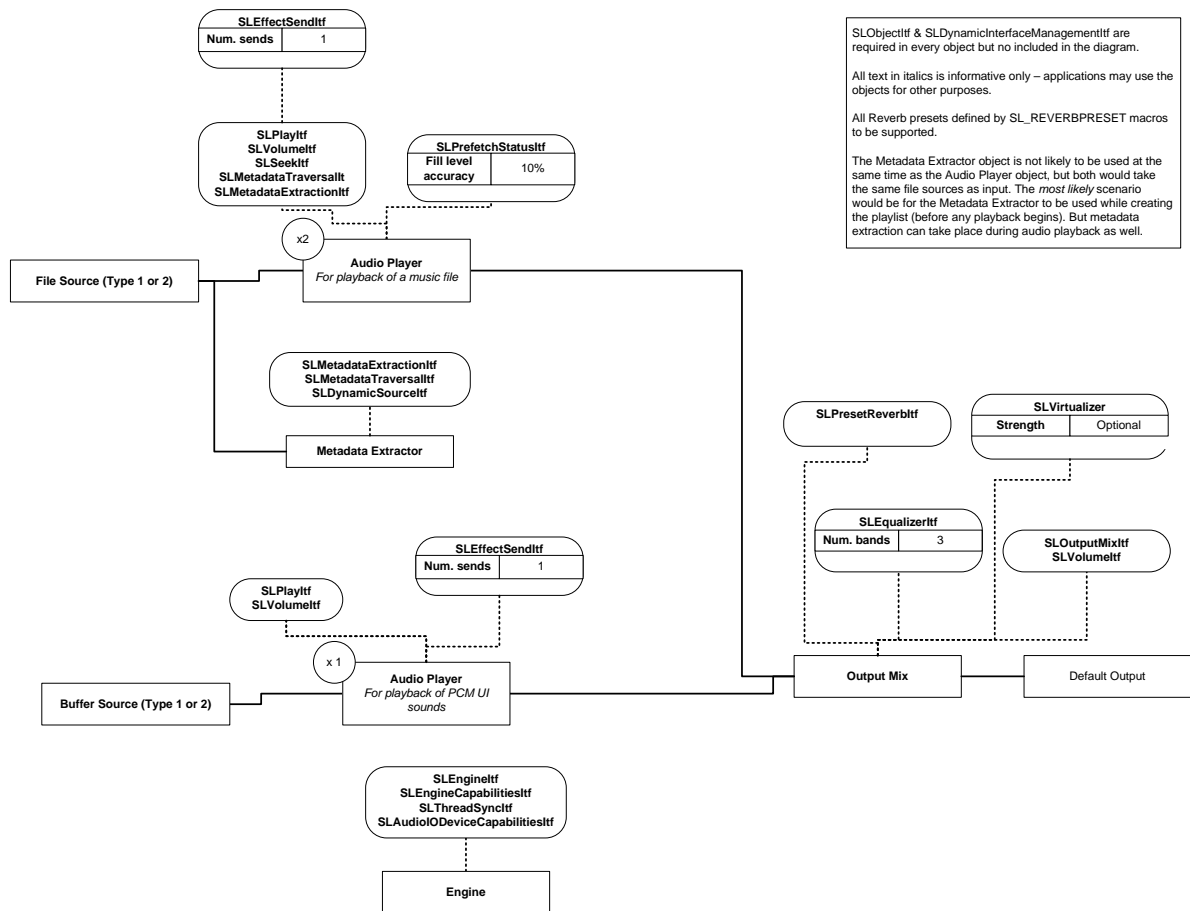 SLEffectSendItf
Num. sends 1
SLPlayItf
SLVolumeItf
SLSeekItf
SLMetadataTraversalIt
SLMetadataExtractionItf
SLPrefetchStatusItf
Fill level
accuracy
10%
x2
Audio Player
For playback of a music file
File Source (Type 1 or 2)
SLObjectItf & SLDynamicInterfaceManagementItf are
required in every object but no included in the diagram.
All text in italics is informative only – applications may use the
objects for other purposes.
All Reverb presets defined by SL_REVERBPRESET macros
to be supported.
The Metadata Extractor object is not likely to be used at the
same time as the Audio Player object, but both would take
the same file sources as input. The most likely scenario
would be for the Metadata Extractor to be used while creating
the playlist (before any playback begins). But metadata
extraction can take place during audio playback as well.
SLMetadataExtractionItf
SLMetadataTraversalItf
SLDynamicSourceItf
Metadata Extractor
SLPresetReverbItf
SLVirtualizer
Strength Optional
SLEqualizerItf
Num. bands 3
SLOutputMixItf
SLVolumeItf
SLEffectSendItf
Num. sends 1
SLPlayItf
SLVolumeItf
x 1
Audio Player
For playback of PCM UI
sounds
Buffer Source (Type 1 or 2)
Output Mix
Default Output
SLEngineItf
SLEngineCapabilitiesItf
SLThreadSyncItf
SLAudioIODeviceCapabilitiesItf
Engine